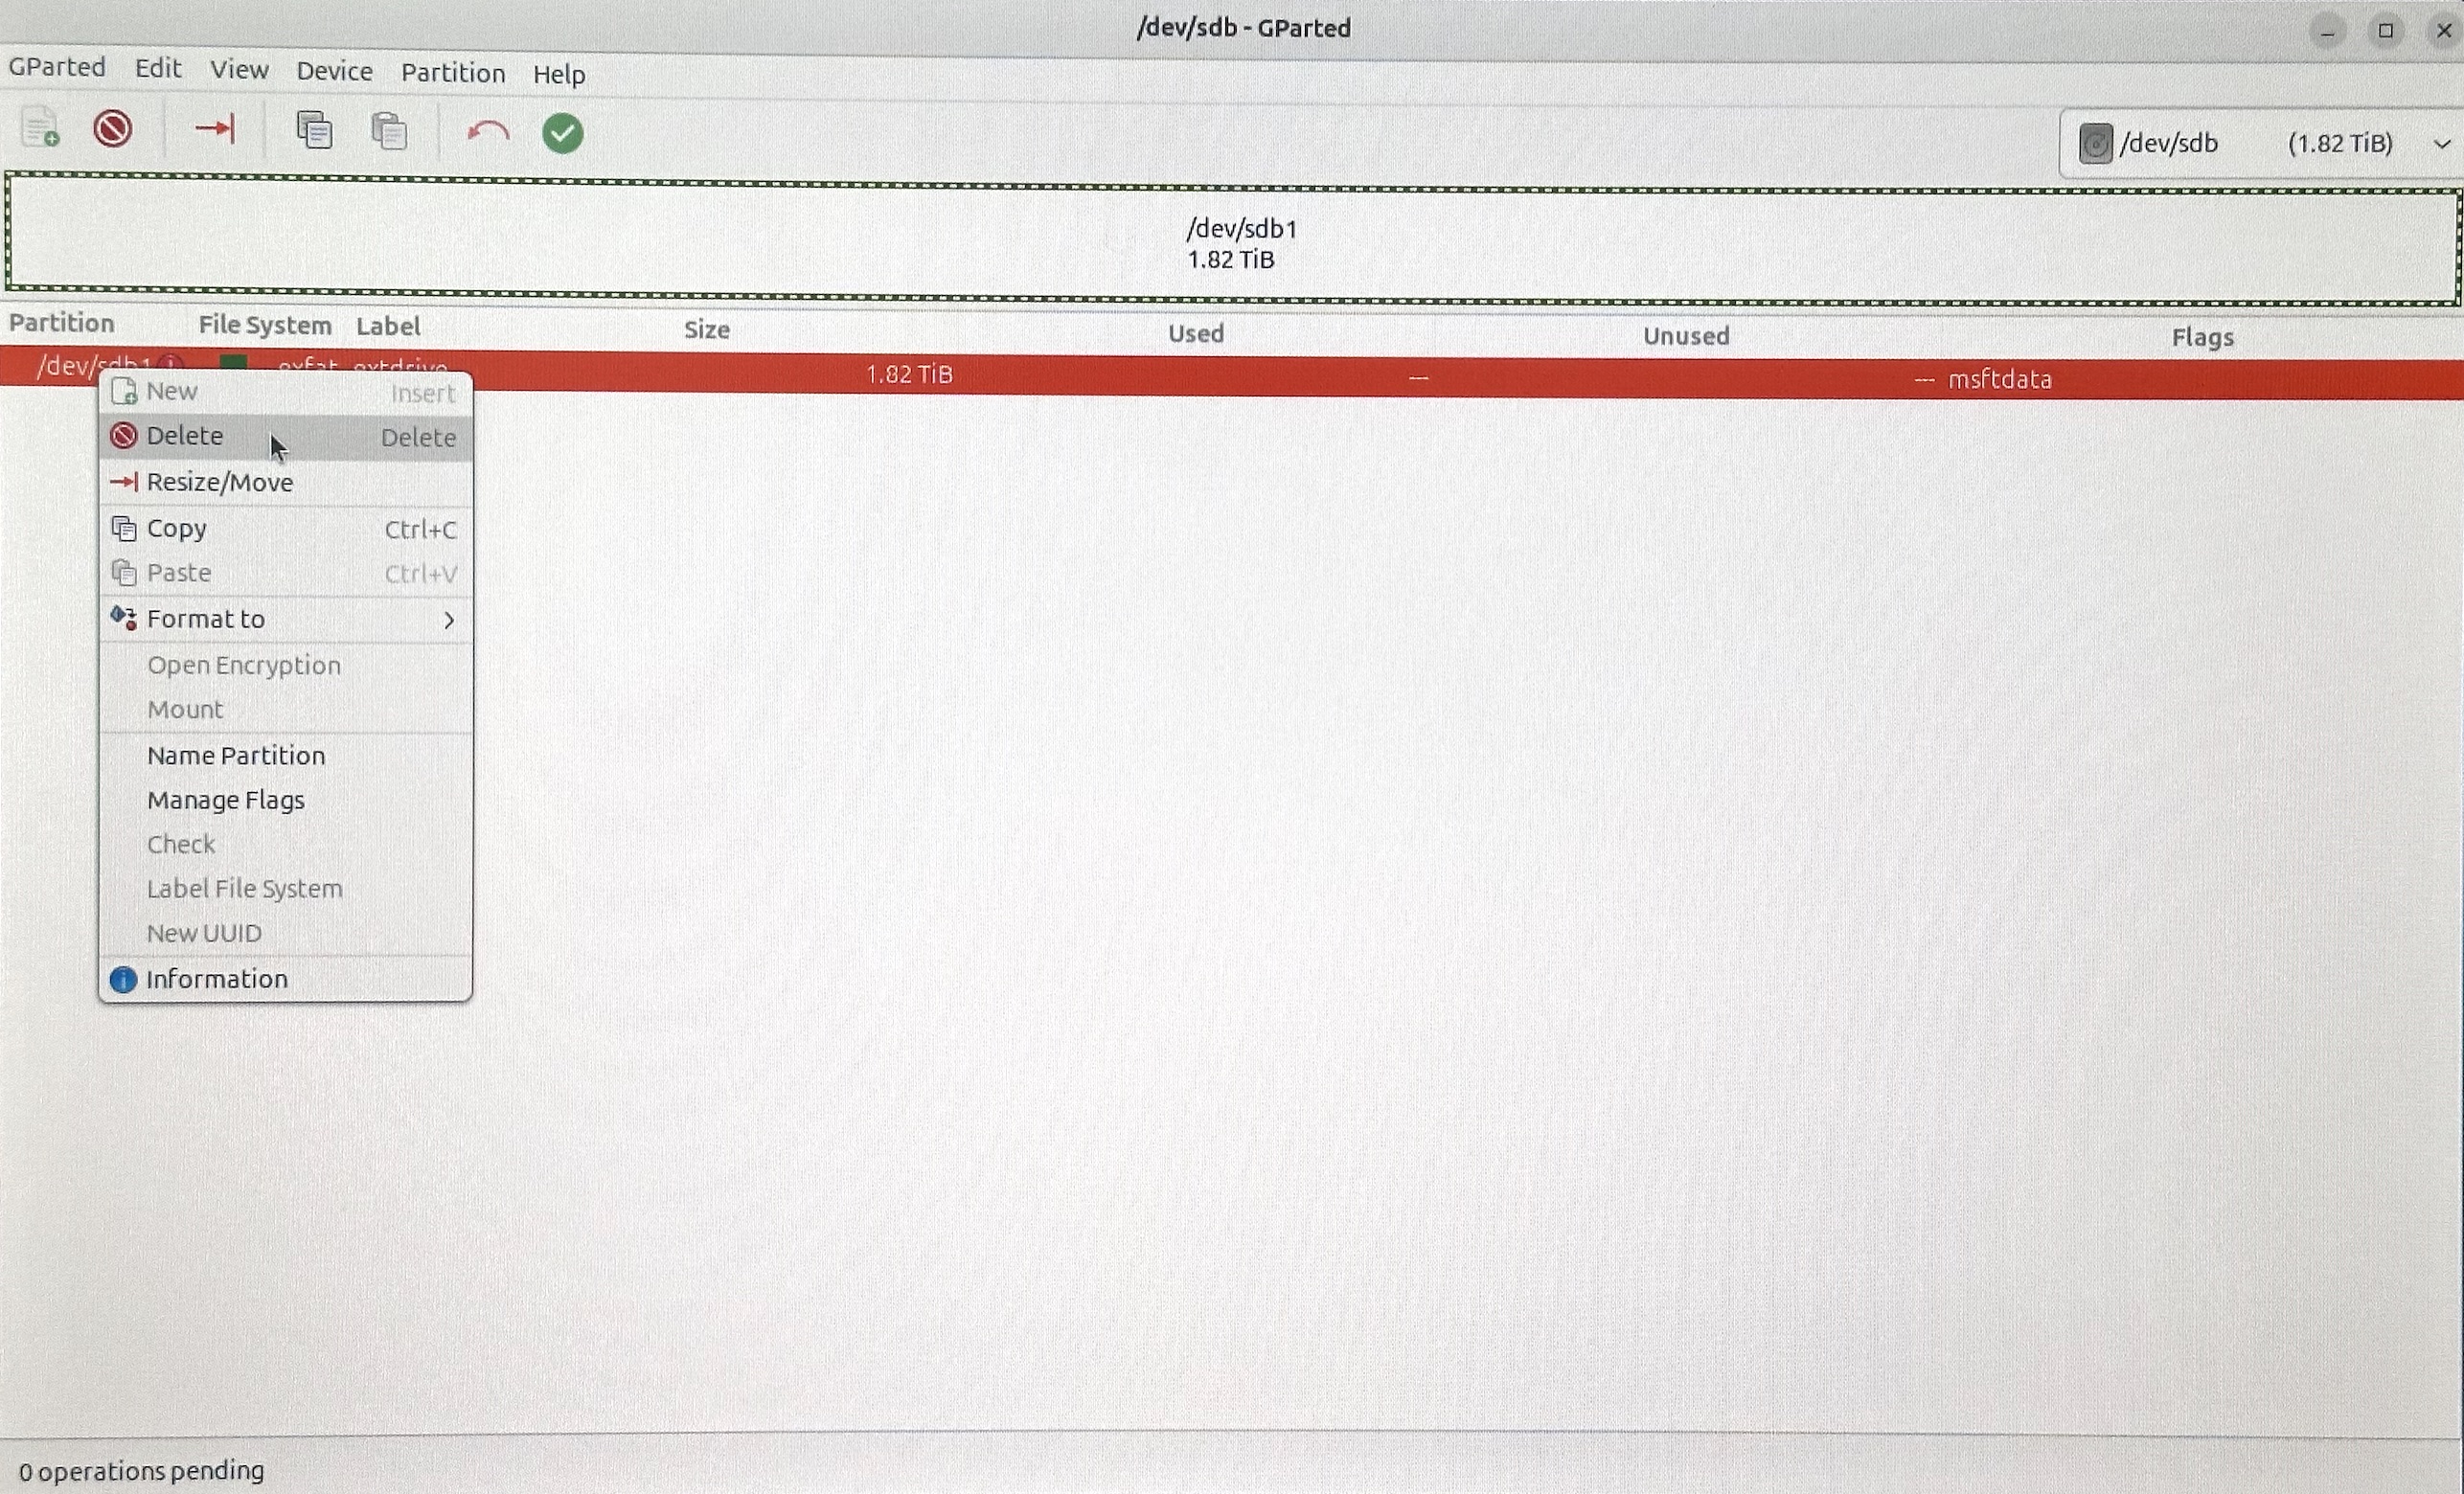 /dev/sdb - GParted
GParted Edit View Device Partition Help
/dev/sdb (1.82 TiB)
/dev/sdb1
1.82 TiB
Partition File System Label Size Used Unused Flags
/dev/sdb1 exfat extdrive 1.82 TiB --- --- msftdata
New Insert
Delete Delete
Resize/Move
Copy Ctrl+C
Paste Ctrl+V
Format to
Open Encryption
Mount
Name Partition
Manage Flags
Check
Label File System
New UUID
Information
0 operations pending